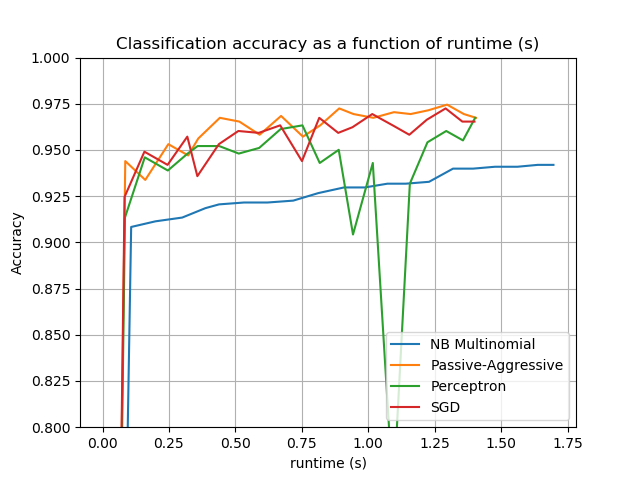 Classification accuracy as a function of runtime (s)
1.000
0.975
0.950
0.925
0.900
0.875
0.850
0.825
0.800
Accuracy
NB Multinomial
Passive-Aggressive
Perceptron
SGD
0.00 0.25 0.50 0.75 1.00 1.25 1.50 1.75
runtime (s)